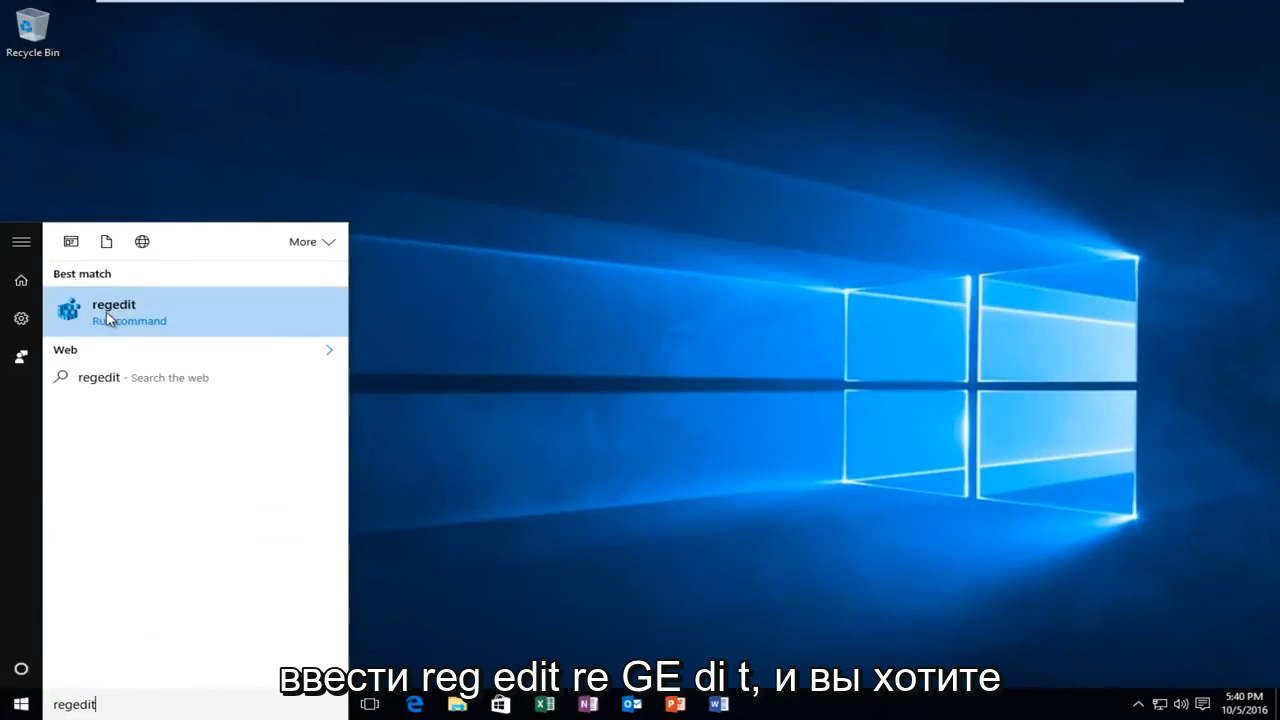 Recycle Bin
More
Best match
regedit
Run command
Web
regedit - Search the web
ввести reg edit re GE di t, и вы хотите
regedit
5:40 PM
10/5/2016